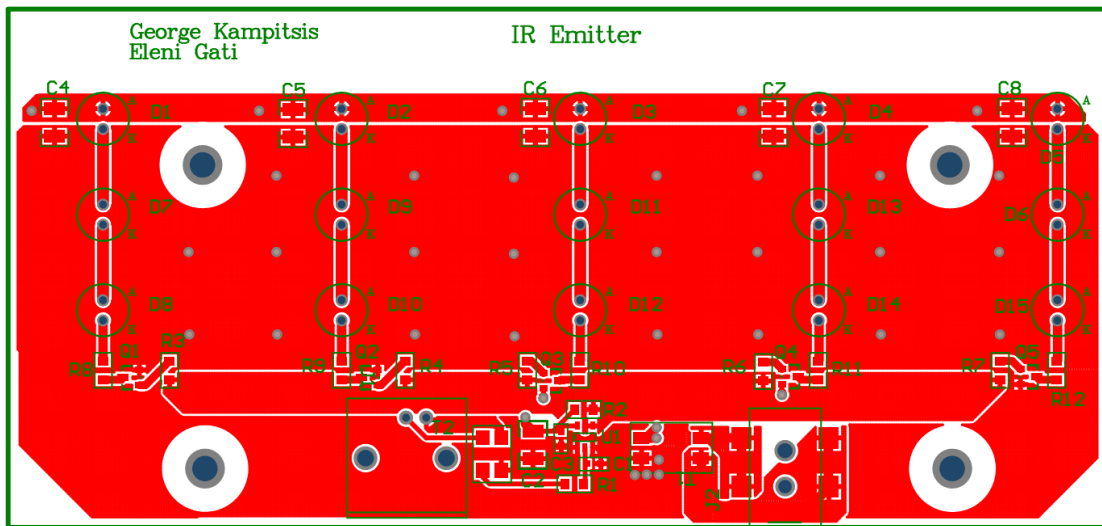 George Kampitsis
Eleni Gati
IR Emitter
C4 C5 C6 C7 C8
A A A A A
D1 D2 D3 D4 D5
K K K K K
A A A A A
D7 D9 D11 D13 D6
K K K K K
A A A A A
D8 D10 D12 D14 D15
K K K K K
R8 Q1 R3 R9 Q2 R4 R5 Q3 R10 R6 Q4 R11 R7 Q5 R12
T2 R2 U1
C2 C3 C1 T1
R1 J2